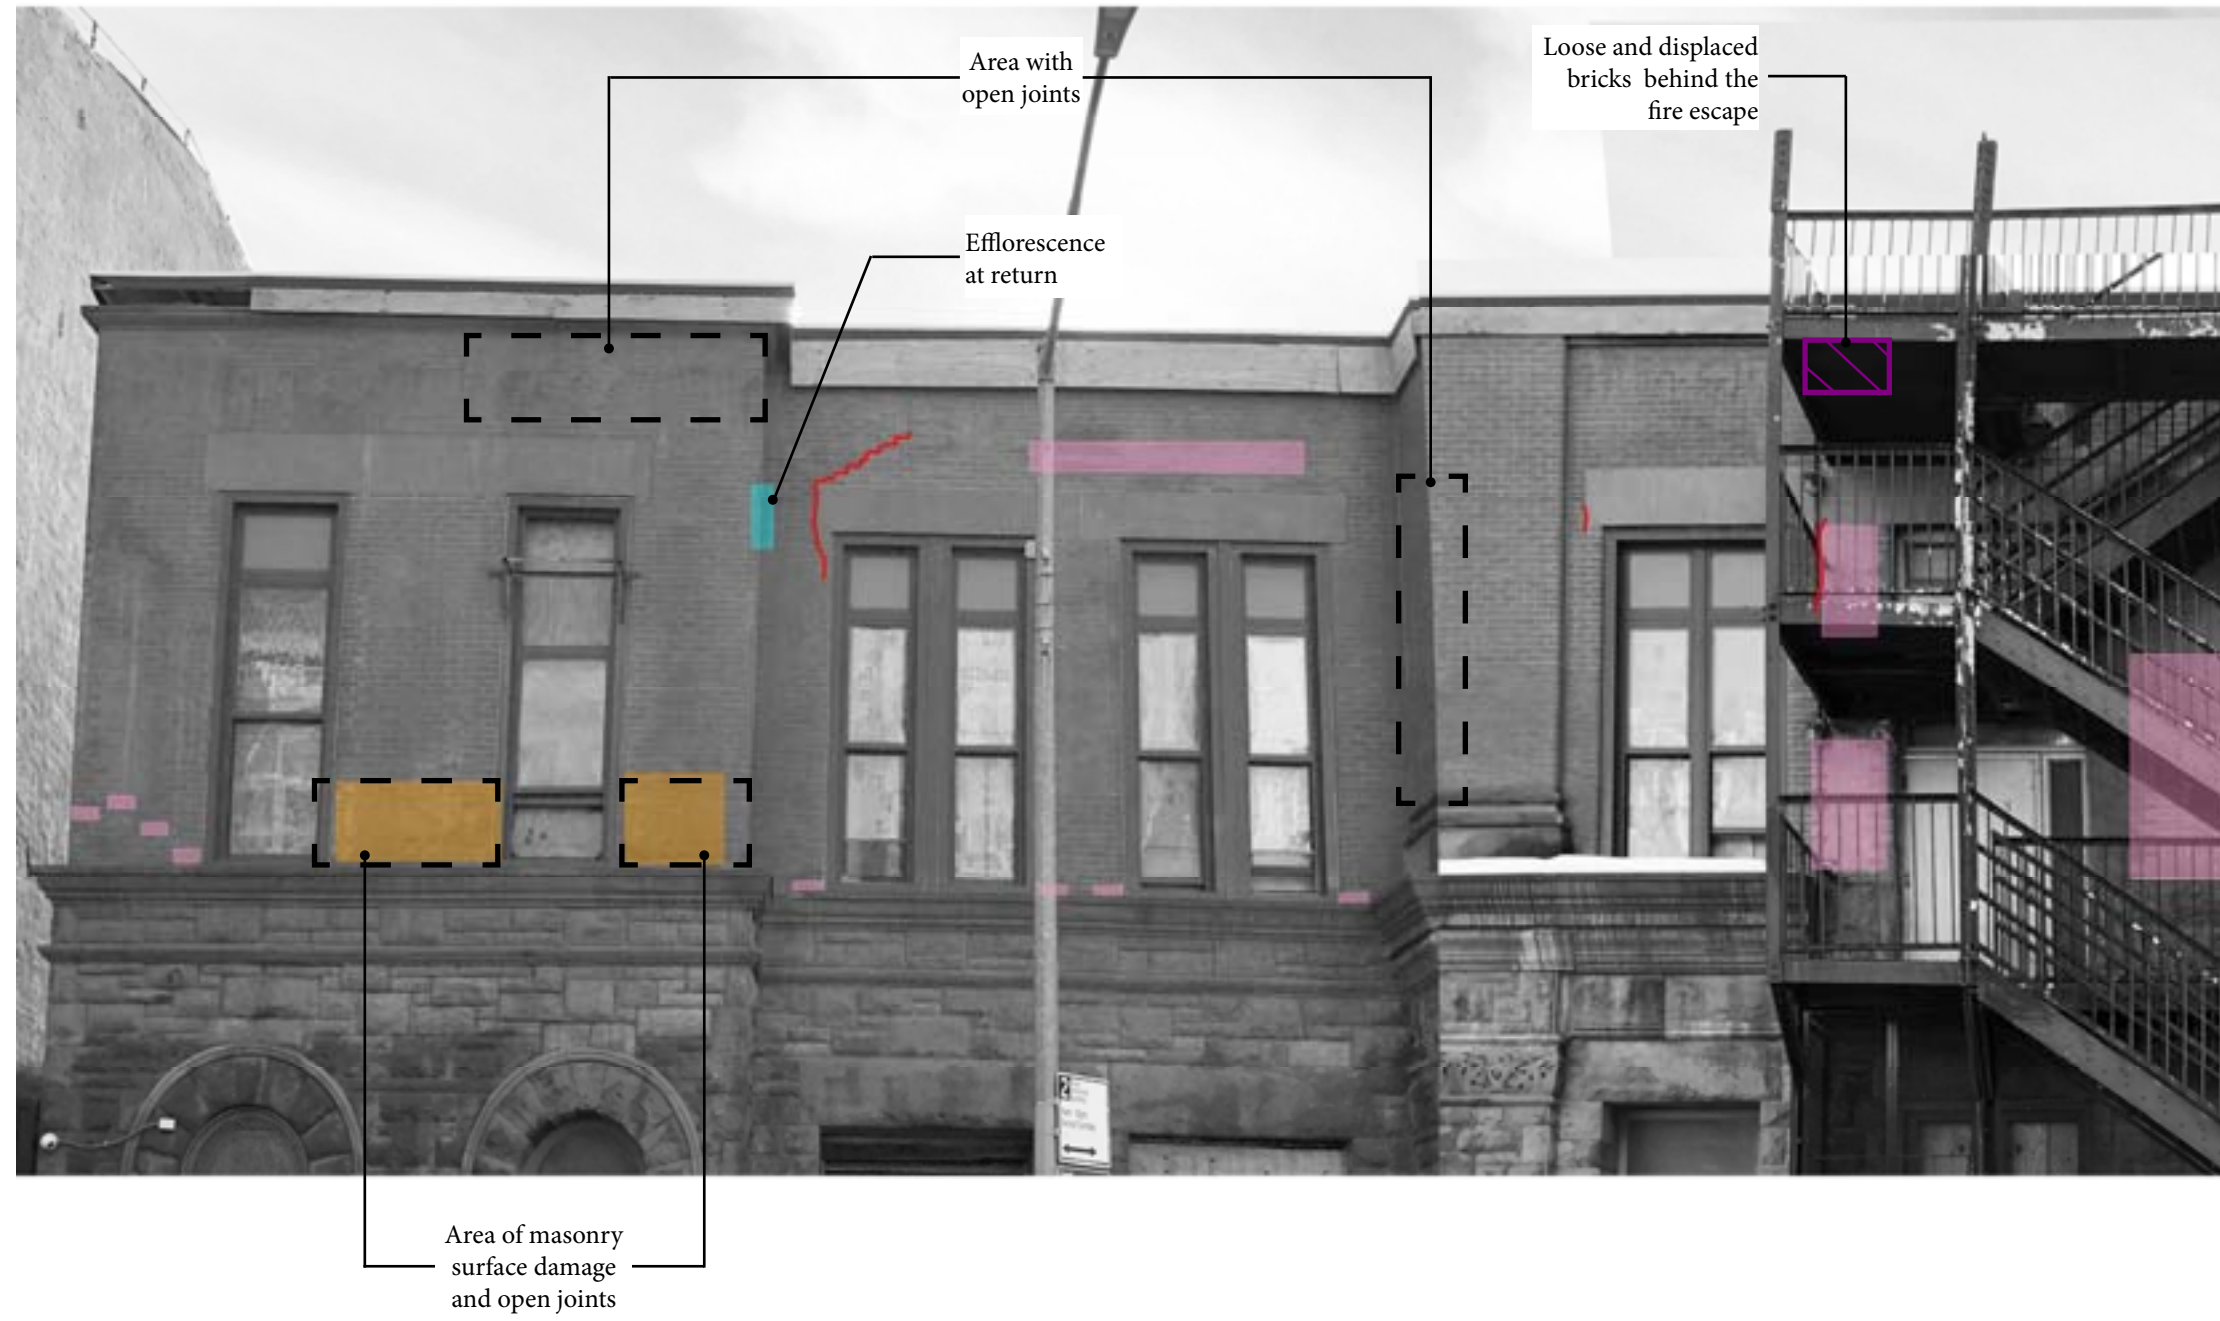 Area with
open joints
Loose and displaced
bricks behind the
fire escape
Efflorescence
at return
2
Area of masonry
surface damage
and open joints